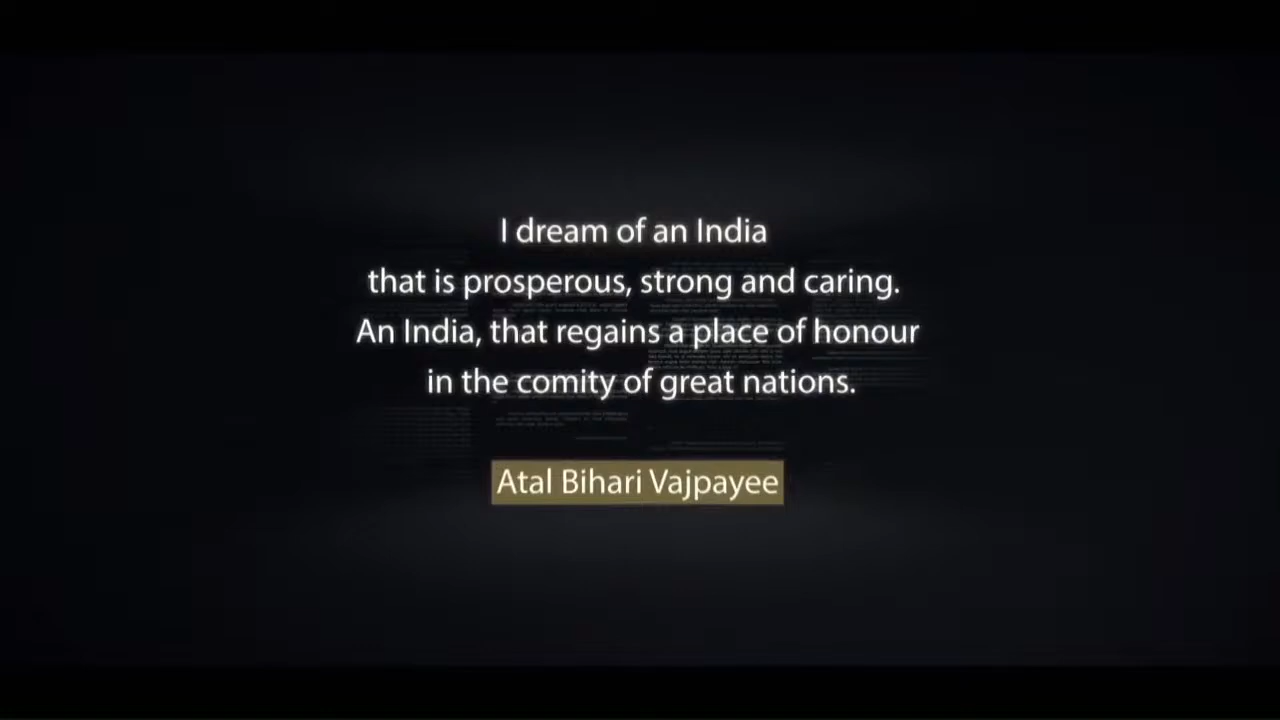 I dream of an India
that is prosperous, strong and caring.
An India, that regains a place of honour
in the comity of great nations.
Atal Bihari Vajpayee